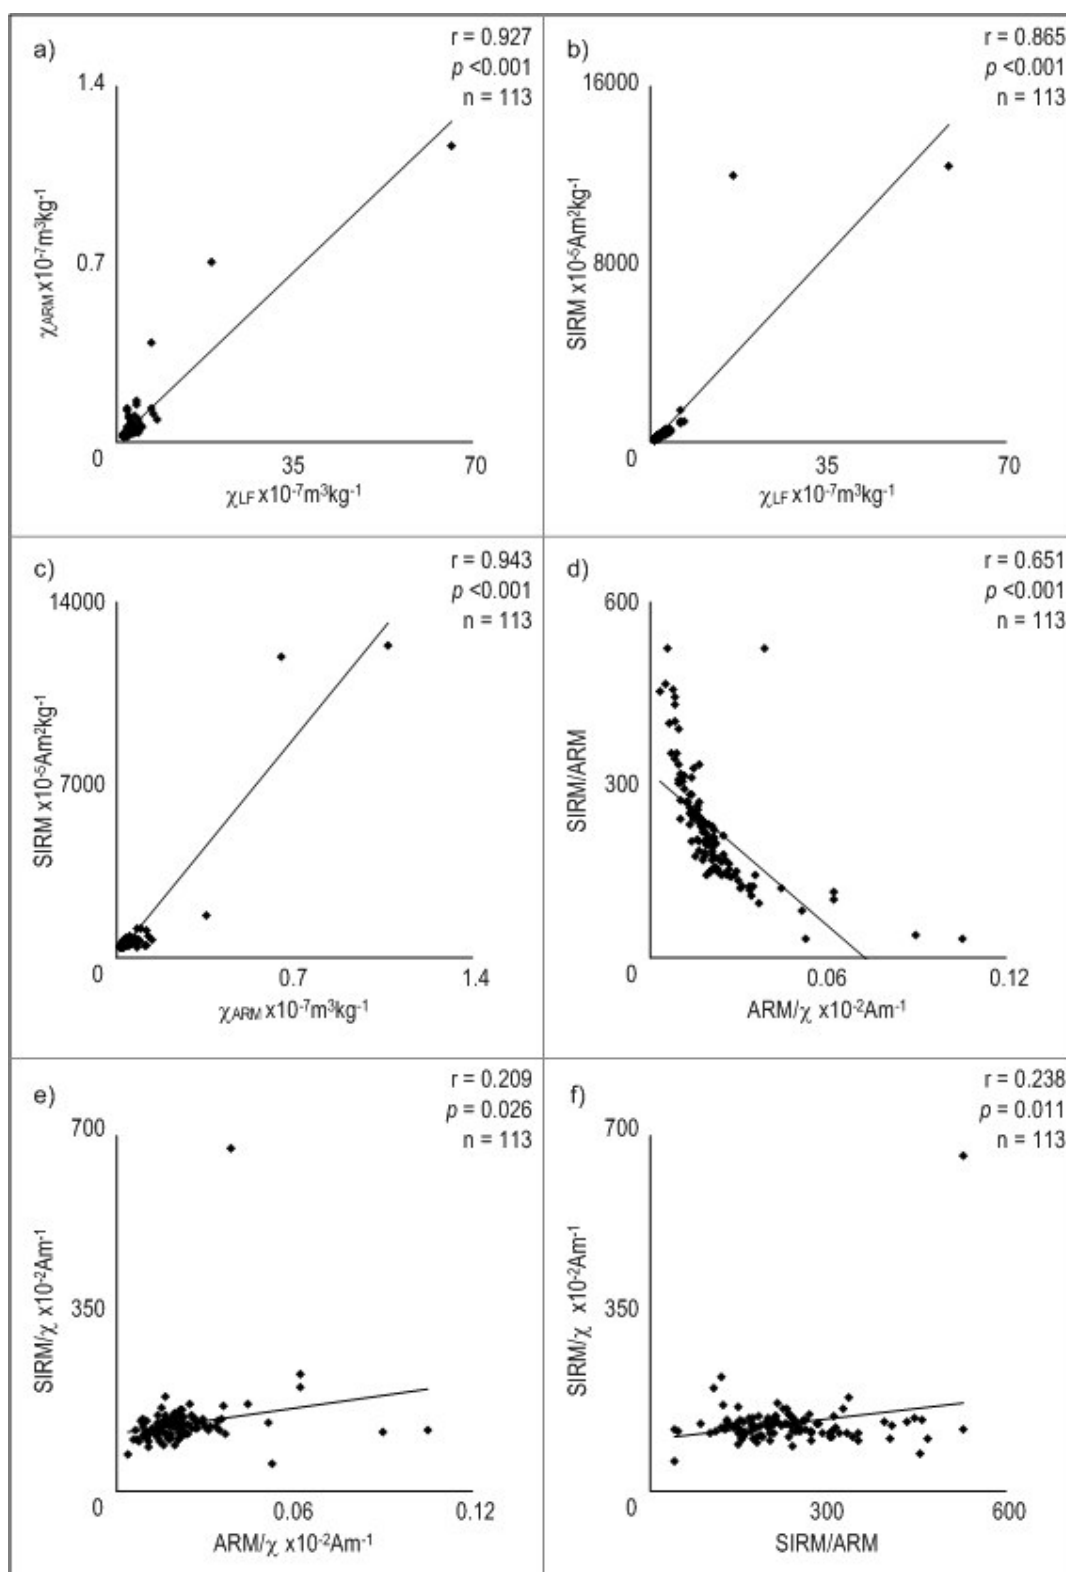 a)
r = 0.927
p <0.001
n = 113
1.4
0.7
0
35
70
χARM x10⁻⁷m³kg⁻¹
χLF x10⁻⁷m³kg⁻¹
b)
r = 0.865
p <0.001
n = 113
16000
8000
0
35
70
SIRM x10⁻⁵Am²kg⁻¹
χLF x10⁻⁷m³kg⁻¹
c)
r = 0.943
p <0.001
n = 113
14000
7000
0
0.7
1.4
SIRM x10⁻⁵Am²kg⁻¹
χARM x10⁻⁷m³kg⁻¹
d)
r = 0.651
p <0.001
n = 113
600
300
0
0.06
0.12
SIRM/ARM
ARM/χ x10⁻²Am⁻¹
e)
r = 0.209
p = 0.026
n = 113
700
350
0
0.06
0.12
SIRM/χ x10⁻²Am⁻¹
ARM/χ x10⁻²Am⁻¹
f)
r = 0.238
p = 0.011
n = 113
700
350
0
300
600
SIRM/χ x10⁻²Am⁻¹
SIRM/ARM